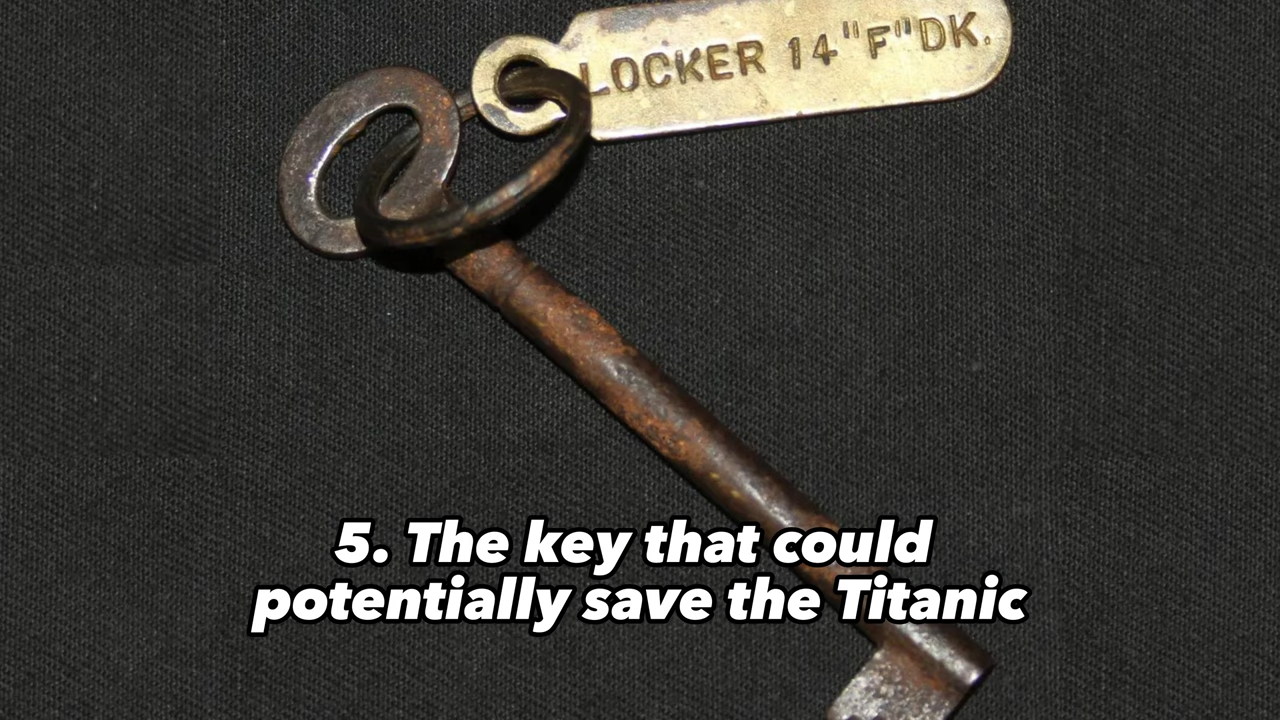 LOCKER 14"F"DK.
5. The key that could
potentially save the Titanic